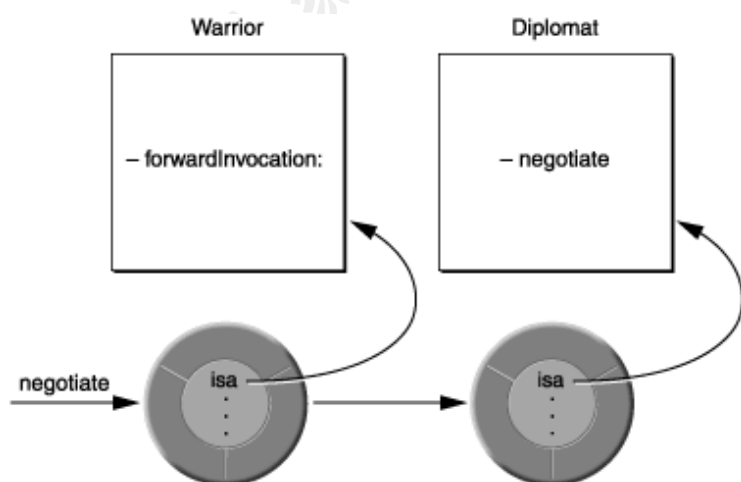 Warrior
Diplomat
– forwardInvocation:
– negotiate
negotiate
isa
isa